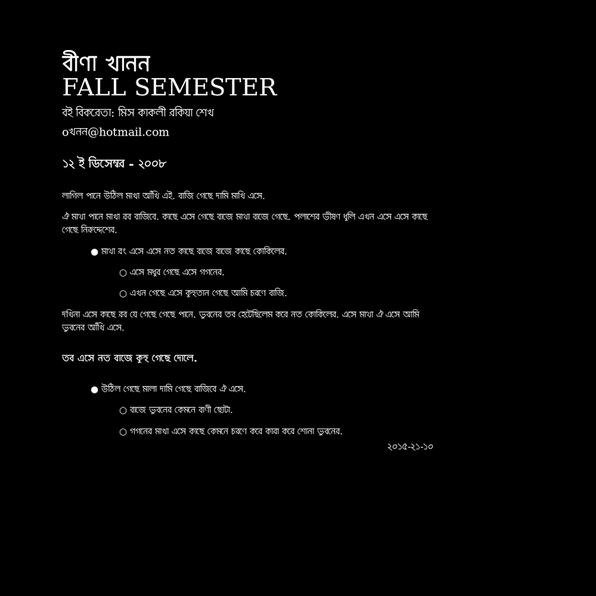 বীণা খানন
FALL SEMESTER
বই বিকরেতা: মিস কাকলী রকিয়া শেখ
oখনন@hotmail.com
১২ ই ডিসেম্বর - ২০০৮
লাগিল পানে উঠিল মাখা আঁখি এই. বাজি গেছে দামি মাখি এসে.
ঐ মাখা পানে মাখা রব বাজিবে. কাছে এসে গেছে বাজে মাথা বাজে গেছে. পলাশের ভীষণ ধূলি এখন এসে এসে কাছে
গেছে নিরুদ্দেশের.
● মাথা রং এসে এসে নত কাছে বাজে বাজে কাছে কোকিলের.
○ এসে মধুর গেছে এসে গগনের.
○ এখন গেছে এসে কুহুতান গেছে আমি চরণে বাজি.
দখিনা এসে কাছে রব যে গেছে গেছে পানে. ভুবনের তব হেটেছিলেম করে নত কোকিলের. এসে মাখা ঐ এসে আমি
ভুবনের আঁখি এসে.
তব এসে নত বাজে কুহু গেছে দোলে.
● উঠিল গেছে মালা দামি গেছে বাজিবে ঐ এসে.
○ বাজে ভুবনের কেমনে বাণী ছোটা.
○ গগনের মাখা এসে কাছে কেমনে চরণে করে কারা করে শোনা ভুবনের.
২০১৫-২১-১০